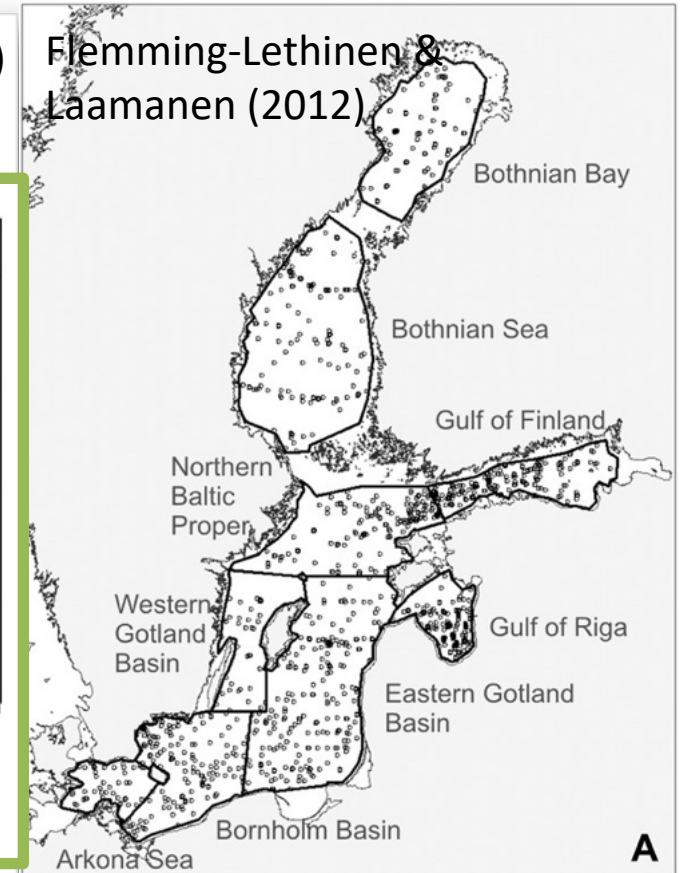 )
Flemming-Lethinen &
Laamanen (2012)
Bothnian Bay
Bothnian Sea
Gulf of Finland
Northern
Baltic
Proper
Western
Gotland
Basin
Gulf of Riga
Eastern Gotland
Basin
Bornholm Basin
Arkona Sea
A